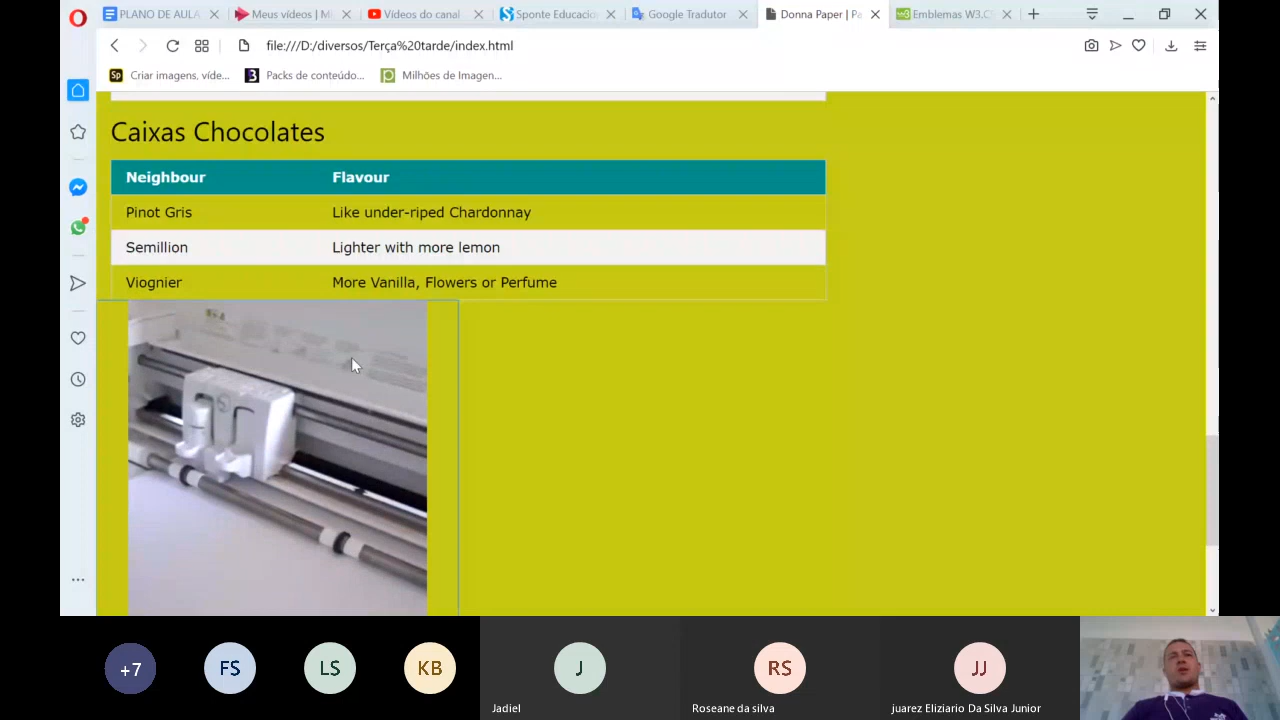 PLANO DE AULA
Meus vídeos | M
Vídeos do canal
Sponte Educacio
Google Tradutor
Donna Paper | Pa
Emblemas W3.CS
file:///D:/diversos/Terça%20tarde/index.html
Sp Criar imagens, víde...
Packs de conteúdo...
Milhões de Imagen...
Caixas Chocolates
Neighbour Flavour
Pinot Gris Like under-riped Chardonnay
Semillion Lighter with more lemon
Viognier More Vanilla, Flowers or Perfume
+7
FS
LS
KB
J
RS
JJ
Jadiel
Roseane da silva
juarez Eliziario Da Silva Junior